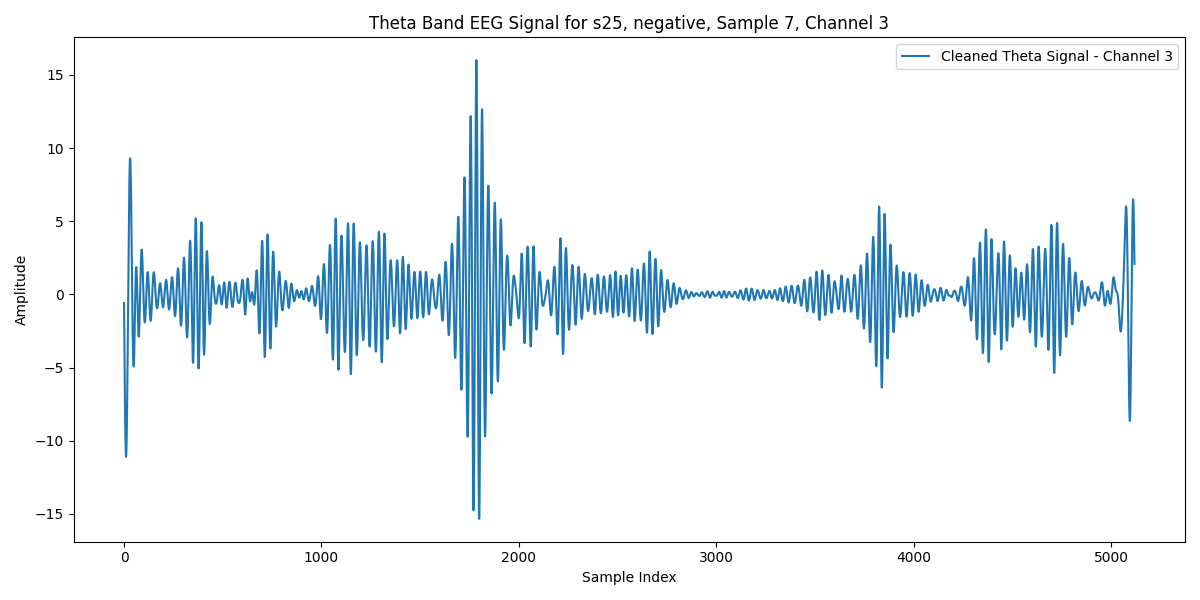 Theta Band EEG Signal for s25, negative, Sample 7, Channel 3
Cleaned Theta Signal - Channel 3
Amplitude
15
10
5
0
−5
−10
−15
0 1000 2000 3000 4000 5000
Sample Index